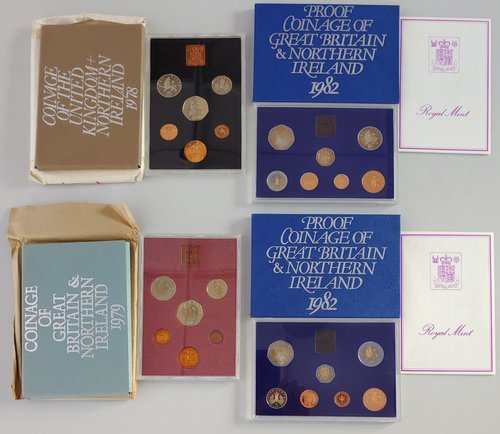 COINAGE
OF THE
UNITED
KINGDOM +
NORTHERN
IRELAND
1978
PROOF
COINAGE OF
GREAT BRITAIN
& NORTHERN
IRELAND
1982
Royal Mint
COINAGE
OF
GREAT
BRITAIN &
NORTHERN
IRELAND
1979
PROOF
COINAGE OF
GREAT BRITAIN
& NORTHERN
IRELAND
1982
Royal Mint